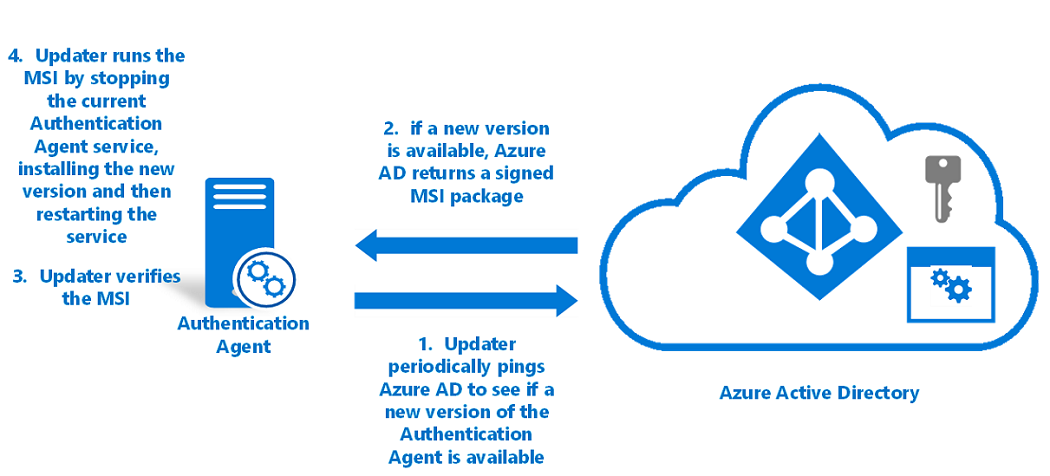 4. Updater runs the
MSI by stopping
the current
Authentication
Agent service,
installing the new
version and then
restarting the
service
3. Updater verifies
the MSI
Authentication
Agent
2. if a new version
is available, Azure
AD returns a signed
MSI package
1. Updater
periodically pings
Azure AD to see if a
new version of the
Authentication
Agent is available
Azure Active Directory